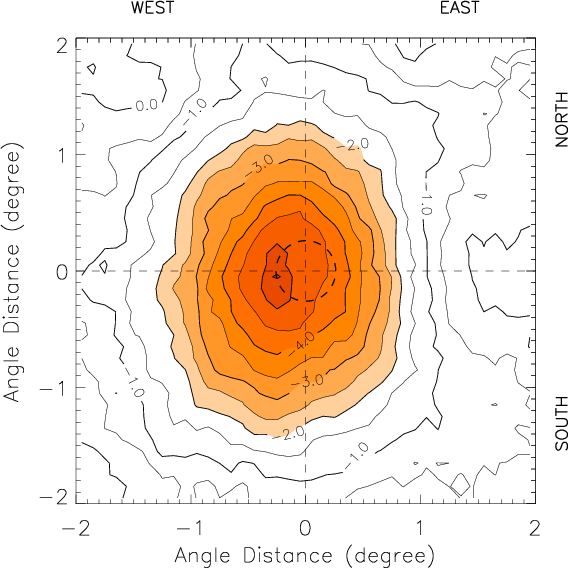 WEST EAST
2
0.0
−1.0
−2.0
NORTH
1
−3.0
−1.0
Angle Distance (degree)
0
−4.0
−3.0
−1
−1.0
SOUTH
−2.0
−1.0
−2
−2 −1 0 1 2
Angle Distance (degree)